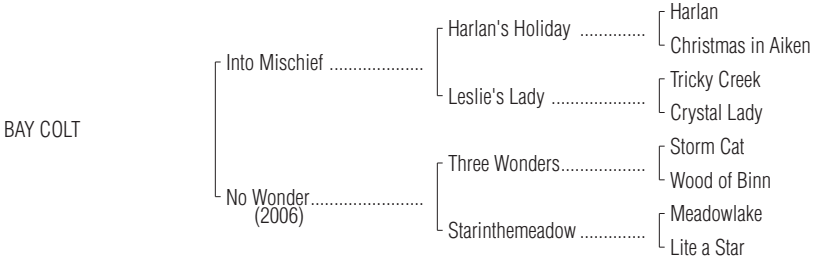 Harlan
Harlan's Holiday ..............
Christmas in Aiken
Into Mischief ....................
Tricky Creek
Leslie's Lady ....................
Crystal Lady
BAY COLT
Storm Cat
Three Wonders..................
Wood of Binn
No Wonder........................
(2006)
Meadowlake
Starinthemeadow ..............
Lite a Star